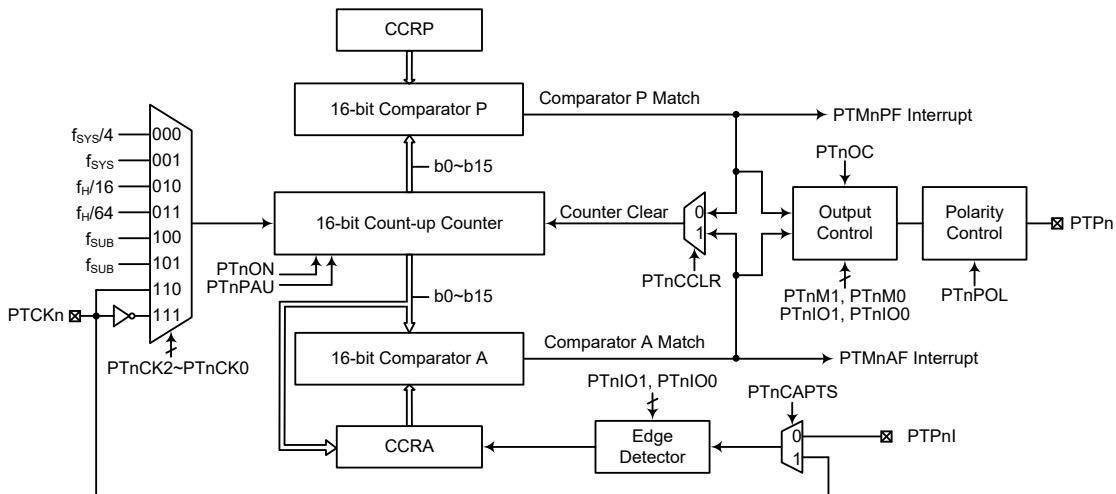 CCRP
16-bit Comparator P
Comparator P Match
PTMnPF Interrupt
b0~b15
PTnOC
fSYS/4
000
fSYS
001
fH/16
010
fH/64
011
fSUB
100
fSUB
101
110
111
PTCKn
PTnCK2~PTnCK0
16-bit Count-up Counter
Counter Clear
0
1
PTnCCLR
Output
Control
Polarity
Control
PTPn
PTnON
PTnPAU
PTnM1, PTnM0
PTnIO1, PTnIO0
PTnPOL
b0~b15
16-bit Comparator A
Comparator A Match
PTMnAF Interrupt
PTnIO1, PTnIO0
PTnCAPTS
CCRA
Edge
Detector
0
1
PTPnI